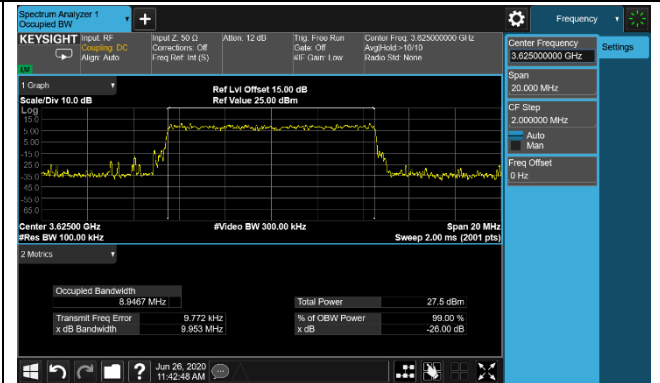 Spectrum Analyzer 1
Occupied BW
+
Frequency
KEYSIGHT
Input: RF
Coupling: DC
Align: Auto
Input Z: 50 Ω
Corrections: Off
Freq Ref: Int (S)
Atten: 12 dB
Trig: Free Run
Gate: Off
#IF Gain: Low
Center Freq: 3.625000000 GHz
Avg|Hold:>10/10
Radio Std: None
LXI
Center Frequency
3.625000000 GHz
Settings
Span
20.000 MHz
CF Step
2.000000 MHz
Auto
Man
Freq Offset
0 Hz
1 Graph
Scale/Div 10.0 dB
Ref Lvl Offset 15.00 dB
Ref Value 25.00 dBm
Log
15.0
5.00
-5.00
-15.0
-25.0
-35.0
-45.0
-55.0
-65.0
Center 3.62500 GHz
#Res BW 100.00 kHz
#Video BW 300.00 kHz
Span 20 MHz
Sweep 2.00 ms (2001 pts)
2 Metrics
Occupied Bandwidth
8.9467 MHz
Total Power 27.5 dBm
Transmit Freq Error 9.772 kHz
% of OBW Power 99.00 %
x dB Bandwidth 9.953 MHz
x dB -26.00 dB
?
Jun 26, 2020
11:42:48 AM